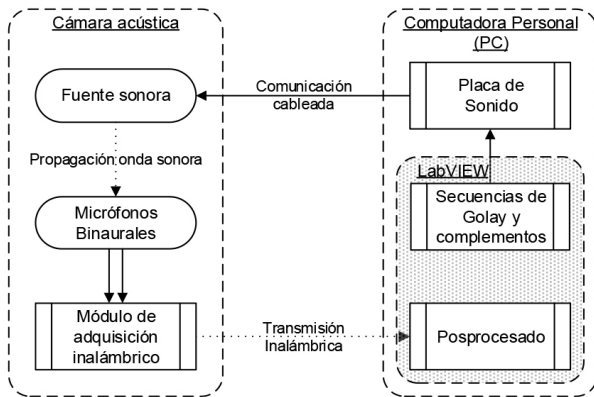 Cámara acústica
Fuente sonora
Propagación onda sonora
Micrófonos
Binaurales
Módulo de
adquisición
inalámbrico
Comunicación
cableada
Transmisión
Inalámbrica
Computadora Personal
(PC)
Placa de
Sonido
LabVIEW
Secuencias de
Golay y
complementos
Posprocesado